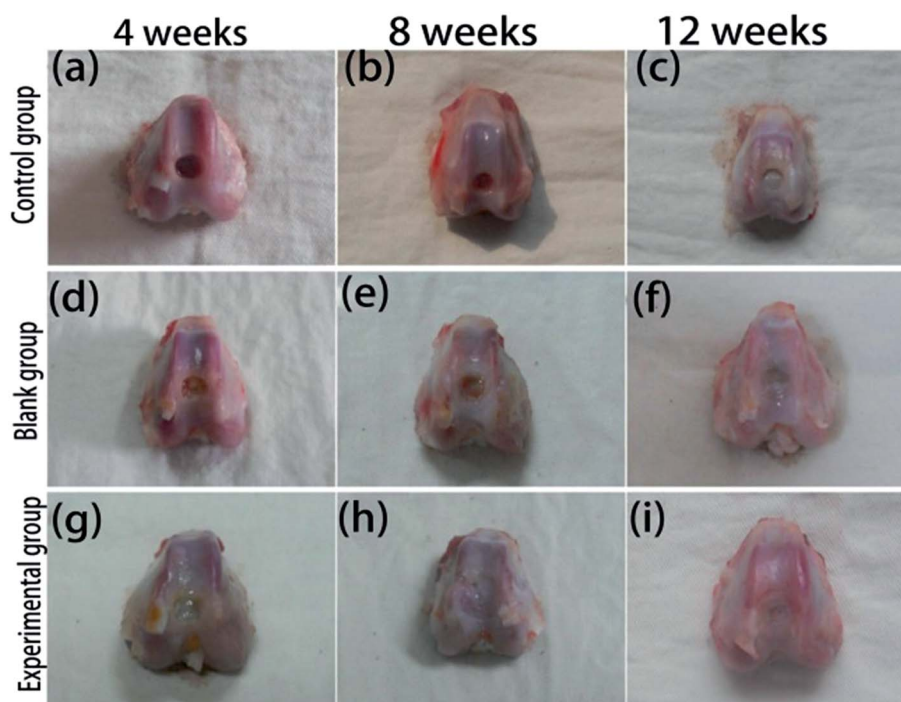 4 weeks 8 weeks 12 weeks
Control group
(a) (b) (c)
Blank group
(d) (e) (f)
Experimental group
(g) (h) (i)